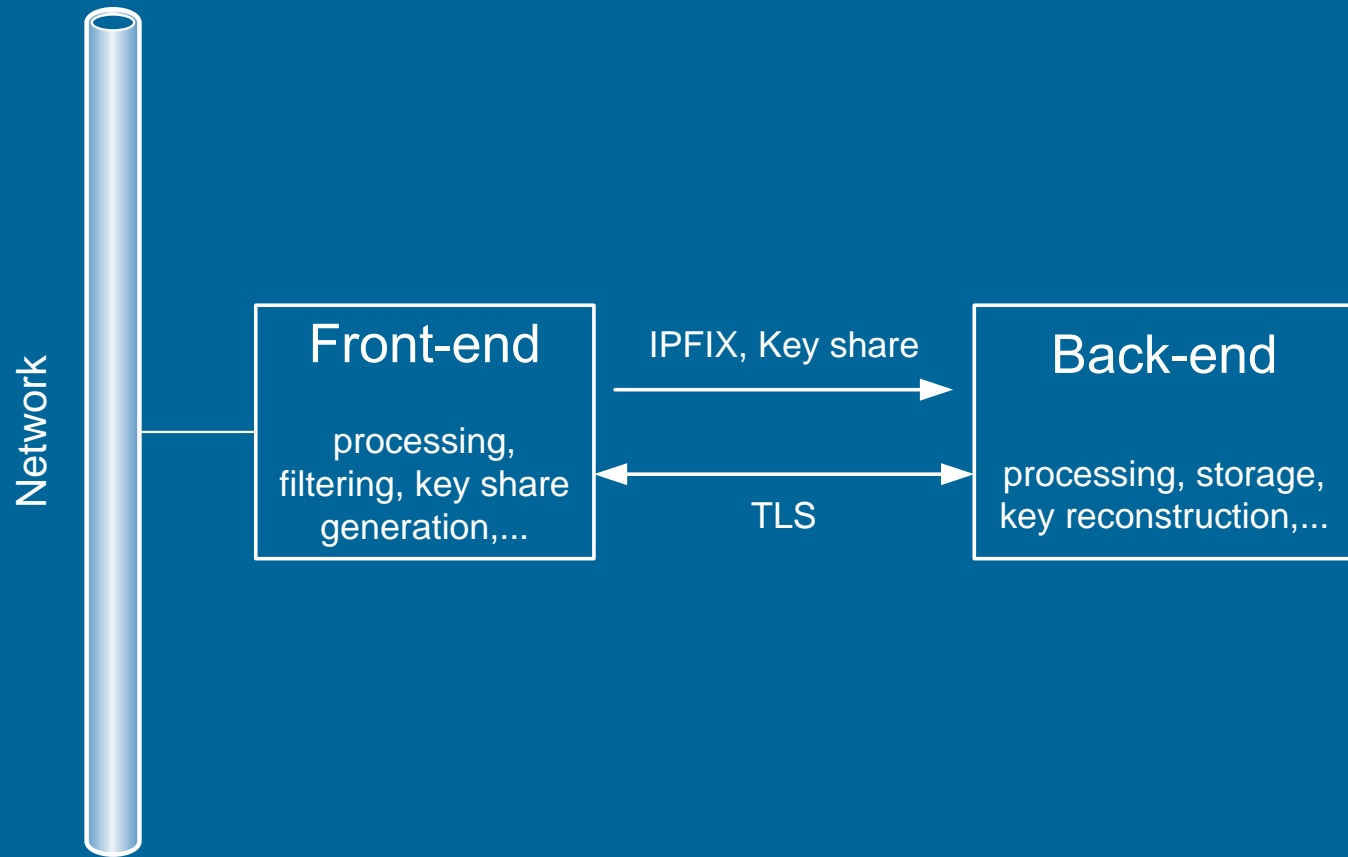 Network
Front-end
processing,
filtering, key share
generation,...
IPFIX, Key share
TLS
Back-end
processing, storage,
key reconstruction,...